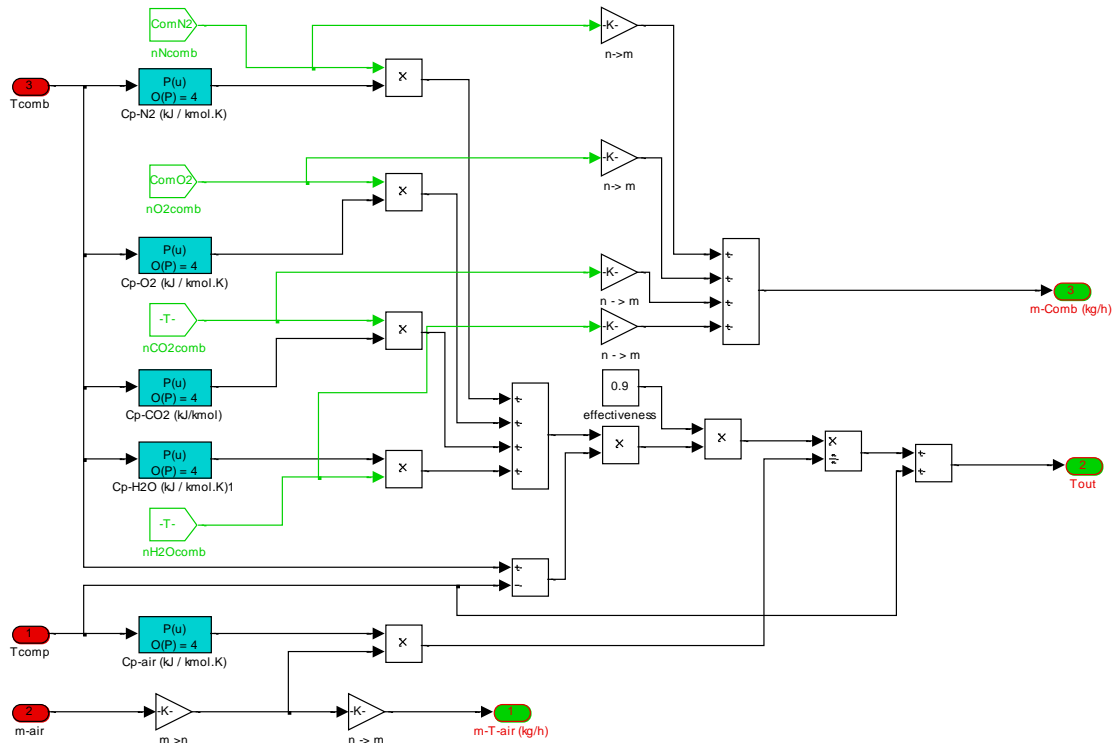 ComN2
nNcomb
-K-
n->m
3
Tcomb
P(u)
O(P) = 4
Cp-N2 (kJ / kmol.K)
×
ComO2
nO2comb
×
-K-
n-> m
P(u)
O(P) = 4
Cp-O2 (kJ / kmol.K)
-K-
n - > m
+
+
+
+
3
m-Comb (kg/h)
-T-
nCO2comb
×
-K-
n - > m
P(u)
O(P) = 4
Cp-CO2 (kJ/kmol)
0.9
effectiveness
+
+
+
+
×
×
×
÷
+
+
2
Tout
P(u)
O(P) = 4
Cp-H2O (kJ / kmol.K)1
×
-T-
nH2Ocomb
+
−
1
Tcomp
P(u)
O(P) = 4
Cp-air (kJ / kmol.K)
×
2
m-air
-K-
m >n
-K-
n -> m
1
m-T-air (kg/h)